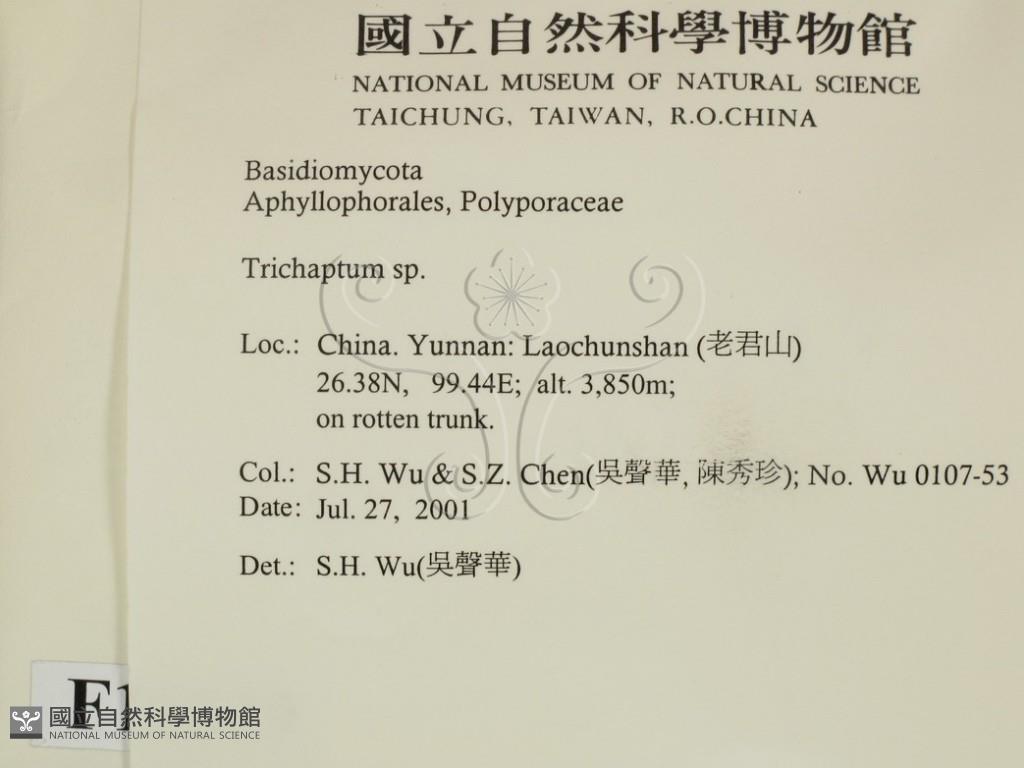 國立自然科學博物館
NATIONAL MUSEUM OF NATURAL SCIENCE
TAICHUNG, TAIWAN, R.O.CHINA
Basidiomycota
Aphyllophorales, Polyporaceae
Trichaptum sp.
Loc.: China. Yunnan: Laochunshan (老君山)
26.38N, 99.44E; alt. 3,850m;
on rotten trunk.
Col.: S.H. Wu & S.Z. Chen(吳聲華, 陳秀珍); No. Wu 0107-53
Date: Jul. 27, 2001
Det.: S.H. Wu(吳聲華)
國立自然科學博物館
NATIONAL MUSEUM OF NATURAL SCIENCE